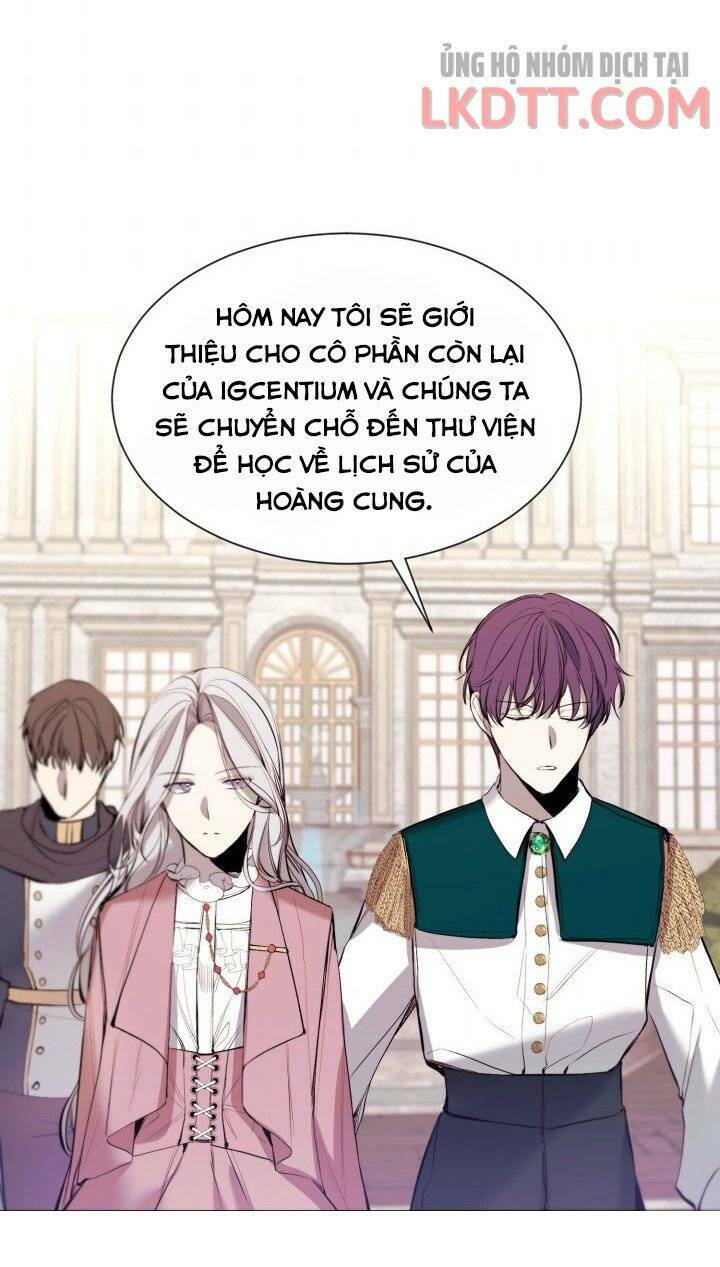 ỦNG HỘ NHÓM DỊCH TẠI
LKDTT.COM
HÔM NAY TÔI SẼ GIỚI
THIỆU CHO CÔ PHẦN CÒN LẠI
CỦA IGCENTIUM VÀ CHÚNG TA
SẼ CHUYỂN CHỖ ĐẾN THƯ VIỆN
ĐỂ HỌC VỀ LỊCH SỬ CỦA
HOÀNG CUNG.